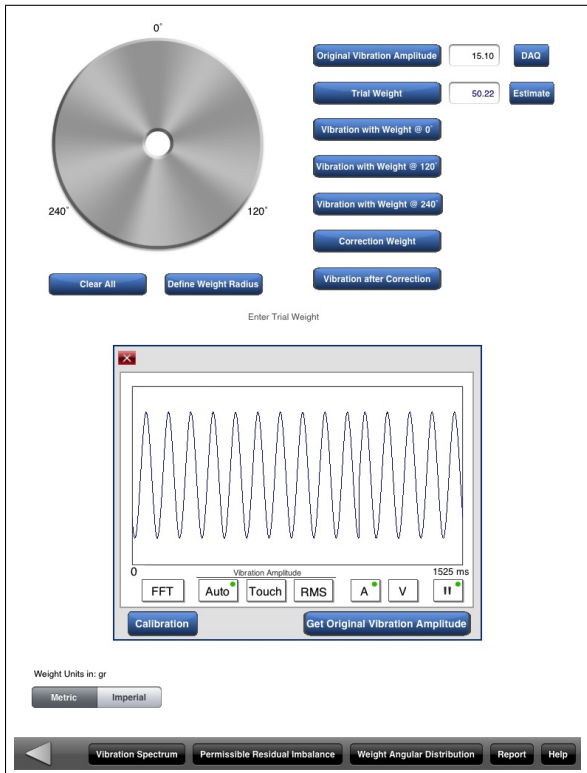 0°
Original Vibration Amplitude 15.10 DAQ
Trial Weight 50.22 Estimate
VIbration with Weight @ 0°
Vibration with Weight @ 120°
240° 120° Vibration with Weight @ 240°
Correction Weight
Clear All Define Weight Radius Vibration after Correction
Enter Trial Weight
0 Vibration Amplitude 1525 ms
FFT Auto Touch RMS A V II
Calibration Get Original Vibration Amplitude
Weight Units in: gr
Metric Imperial
Vibration Spectrum Permissible Residual Imbalance Weight Angular Distribution Report Help